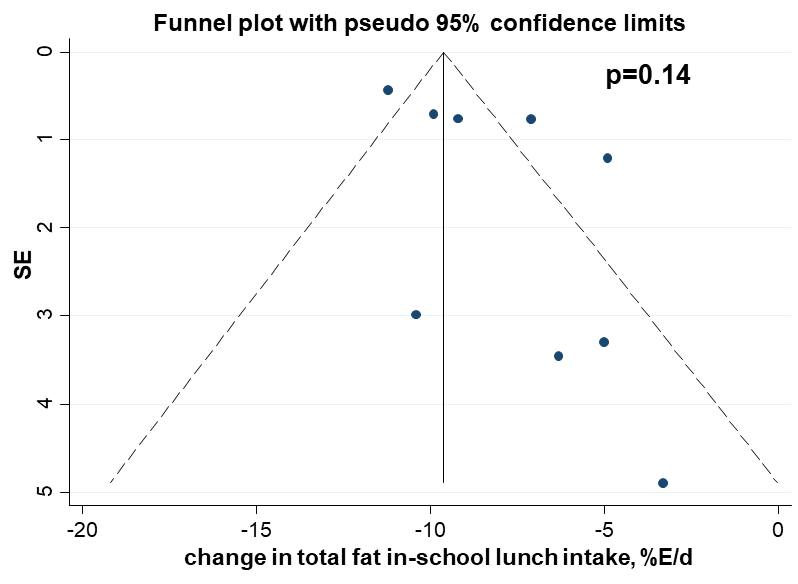 Funnel plot with pseudo 95% confidence limits
p=0.14
0
1
2
3
4
5
SE
-20 -15 -10 -5 0
change in total fat in-school lunch intake, %E/d